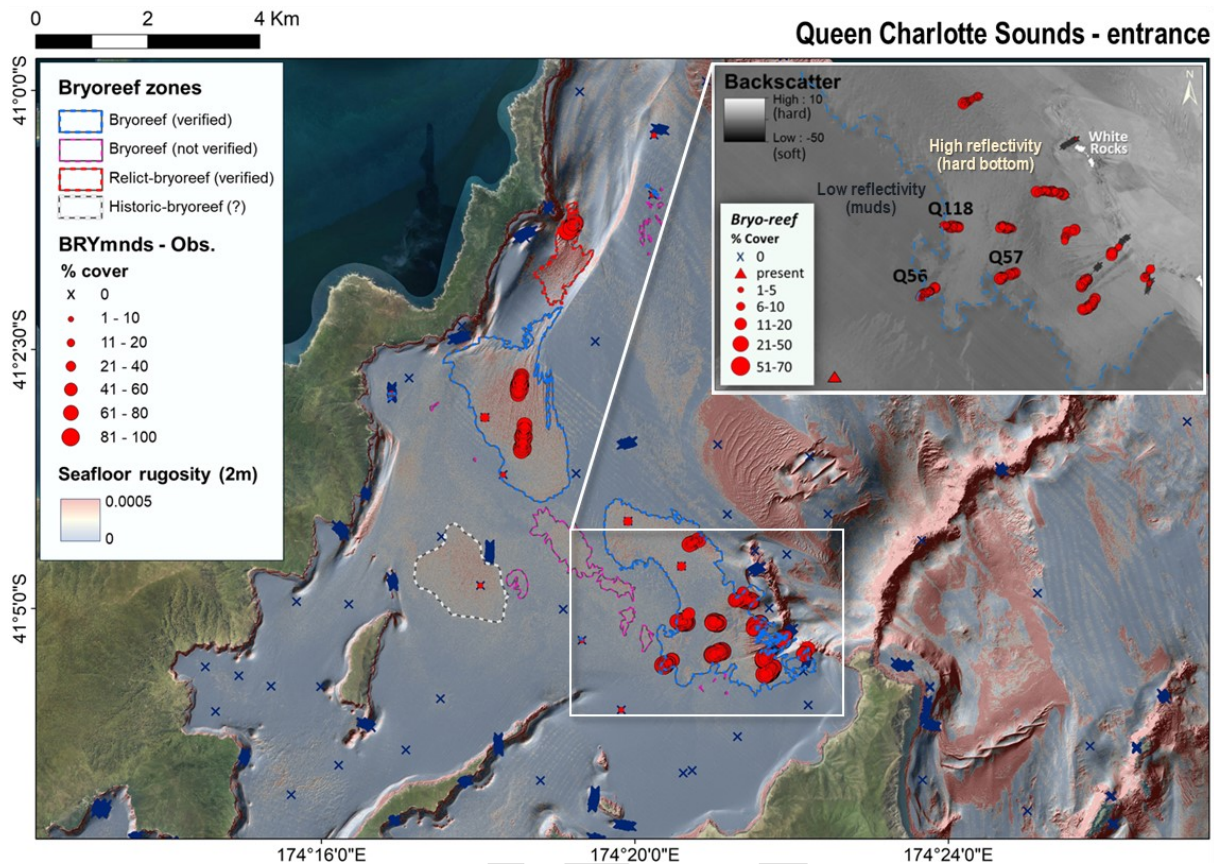 0 2 4 Km
Queen Charlotte Sounds - entrance
41°0'0"S
41°2'30"S
41°5'0"S
Bryoreef zones
Bryoreef (verified)
Bryoreef (not verified)
Relict-bryoreef (verified)
Historic-bryoreef (?)
BRYmnds - Obs.
% cover
0
1 - 10
11 - 20
21 - 40
41 - 60
61 - 80
81 - 100
Seafloor rugosity (2m)
0.0005
0
Backscatter
High : 10
(hard)
Low : -50
(soft)
N
White
Rocks
High reflectivity
(hard bottom)
Low reflectivity
(muds)
Q118
Q57
Q56
Bryo-reef
% Cover
0
present
1-5
6-10
11-20
21-50
51-70
174°16'0"E 174°20'0"E 174°24'0"E